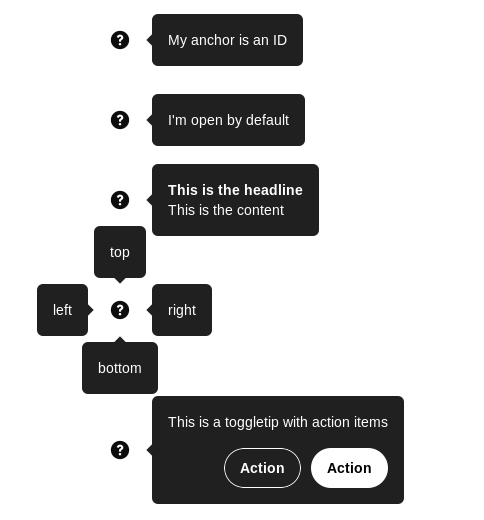 My anchor is an ID
I'm open by default
This is the headline
This is the content
top
left
right
bottom
This is a toggletip with action items
Action
Action